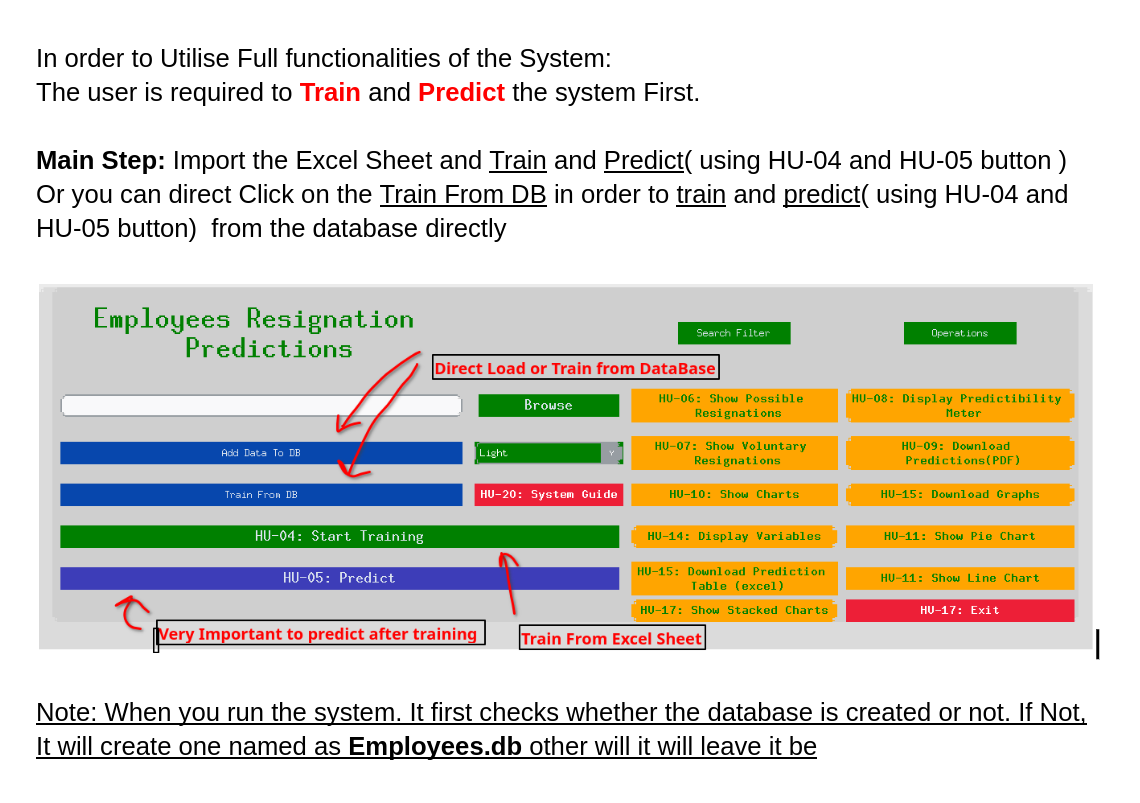 In order to Utilise Full functionalities of the System:
The user is required to Train and Predict the system First.
Main Step: Import the Excel Sheet and Train and Predict( using HU-04 and HU-05 button )
Or you can direct Click on the Train From DB in order to train and predict( using HU-04 and
HU-05 button)  from the database directly
Employees Resignation
Predictions
Search Filter
Operations
Direct Load or Train from DataBase
Browse
HU-06: Show Possible
Resignations
HU-08: Display Predictibility
Meter
Add Data To DB
Light
HU-07: Show Voluntary
Resignations
HU-09: Download
Predictions(PDF)
Train From DB
HU-20: System Guide
HU-10: Show Charts
HU-15: Download Graphs
HU-04: Start Training
HU-14: Display Variables
HU-11: Show Pie Chart
HU-05: Predict
HU-15: Download Prediction
Table (excel)
HU-11: Show Line Chart
HU-17: Show Stacked Charts
HU-17: Exit
Very Important to predict after training
Train From Excel Sheet
Note: When you run the system. It first checks whether the database is created or not. If Not,
It will create one named as Employees.db other will it will leave it be